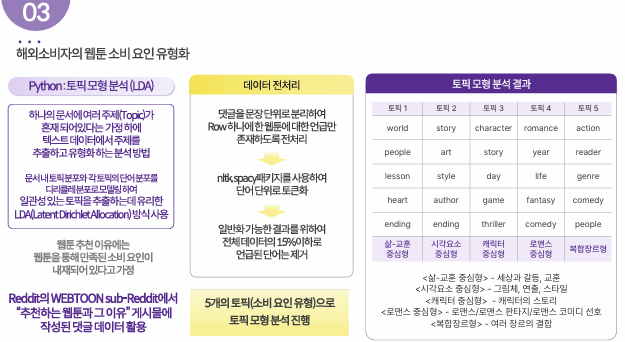 03
해외소비자의 웹툰 소비 요인 유형화
Python : 토픽 모형 분석 (LDA)
하나의 문서에 여러 주제(Topic)가
혼재 되어있다는 가정 하에
텍스트 데이터에서 주제를
추출하고 유형화 하는 분석 방법
문서 내 토픽분포와 각 토픽의 단어 분포를
디리클레분포로 모델링하여
일관성 있는 토픽을 추출하는 데 유리한
LDA(Latent Dirichlet Allocation) 방식 사용
웹툰 추천 이유에는
웹툰을 통해 만족된 소비 요인이
내재되어 있다고 가정
Reddit의 WEBTOON sub-Reddit에서
“추천하는 웹툰과 그 이유” 게시물에
작성된 댓글 데이터 활용
데이터 전처리
댓글을 문장 단위로 분리하여
Row 하나에 한 웹툰에 대한 언급만
존재하도록 전처리
nltk, spacy패키지를 사용하여
단어 단위로 토큰화
일반화 가능한 결과를 위하여
전체 데이터의 1.5% 이하로
언급된 단어는 제거
5개의 토픽(소비 요인 유형)으로
토픽 모형 분석 진행
토픽 모형 분석 결과
토픽 1 토픽 2 토픽 3 토픽 4 토픽 5
world story character romance action
people art story year reader
lesson style day life genre
heart author game fantasy comedy
ending ending thriller comedy people
삶-교훈 시각요소 캐릭터 로맨스 복합장르형
중심형 중심형 중심형 중심형
<삶-교훈 중심형> - 세상과 갈등, 교훈
<시각요소 중심형> - 그림체, 연출, 스타일
<캐릭터 중심형> - 캐릭터의 스토리
<로맨스 중심형> - 로맨스/로맨스 판타지/로맨스 코미디 선호
<복합장르형> - 여러 장르의 결합